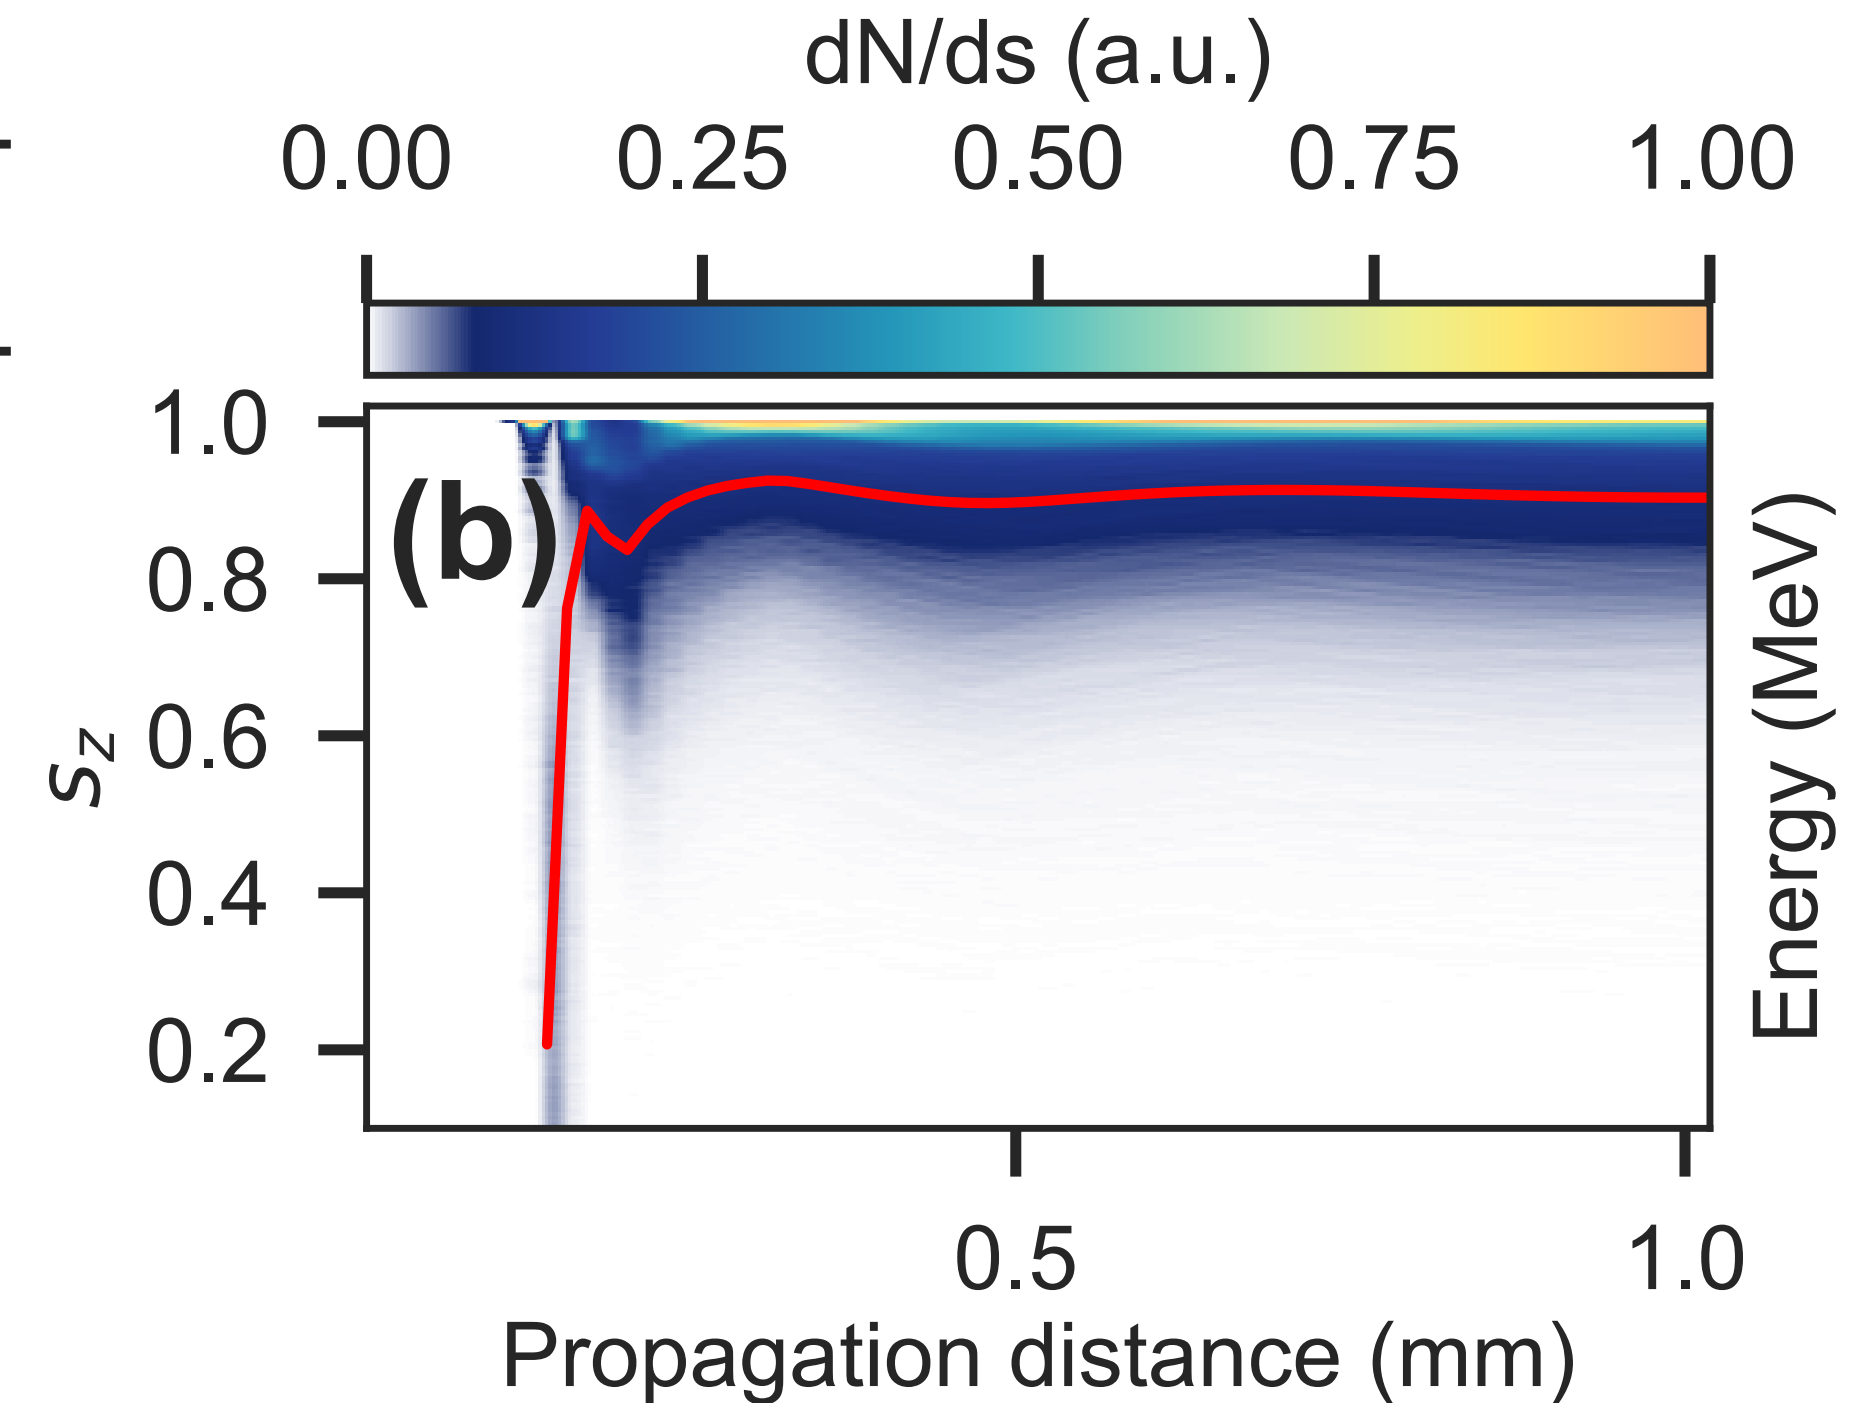 dN/ds (a.u.)
0.00 0.25 0.50 0.75 1.00
1.0
(b)
0.8
0.6
0.4
0.2
s_z
Energy (MeV)
0.5 1.0
Propagation distance (mm)